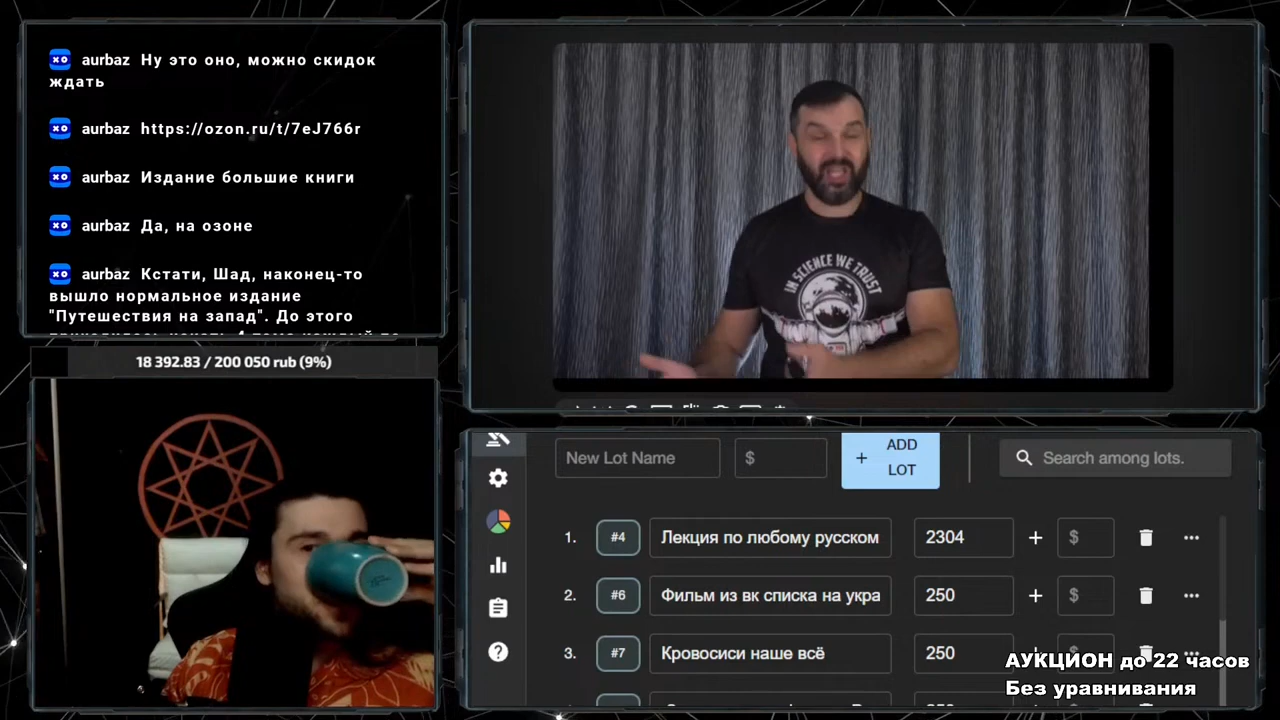 aurbaz Ну это оно, можно скидок
ждать
aurbaz https://ozon.ru/t/7eJ766r
aurbaz Издание большие книги
aurbaz Да, на озоне
aurbaz Кстати, Шад, наконец-то
вышло нормальное издание
"Путешествия на запад". До этого
18 392.83 / 200 050 rub (9%)
IN SCIENCE WE TRUST
New Lot Name $ + ADD LOT Search among lots.
1. #4 Лекция по любому русском 2304 + $
2. #6 Фильм из вк списка на укра 250 + $
3. #7 Кровосиси наше всё 250
АУКЦИОН до 22 часов
Без уравнивания